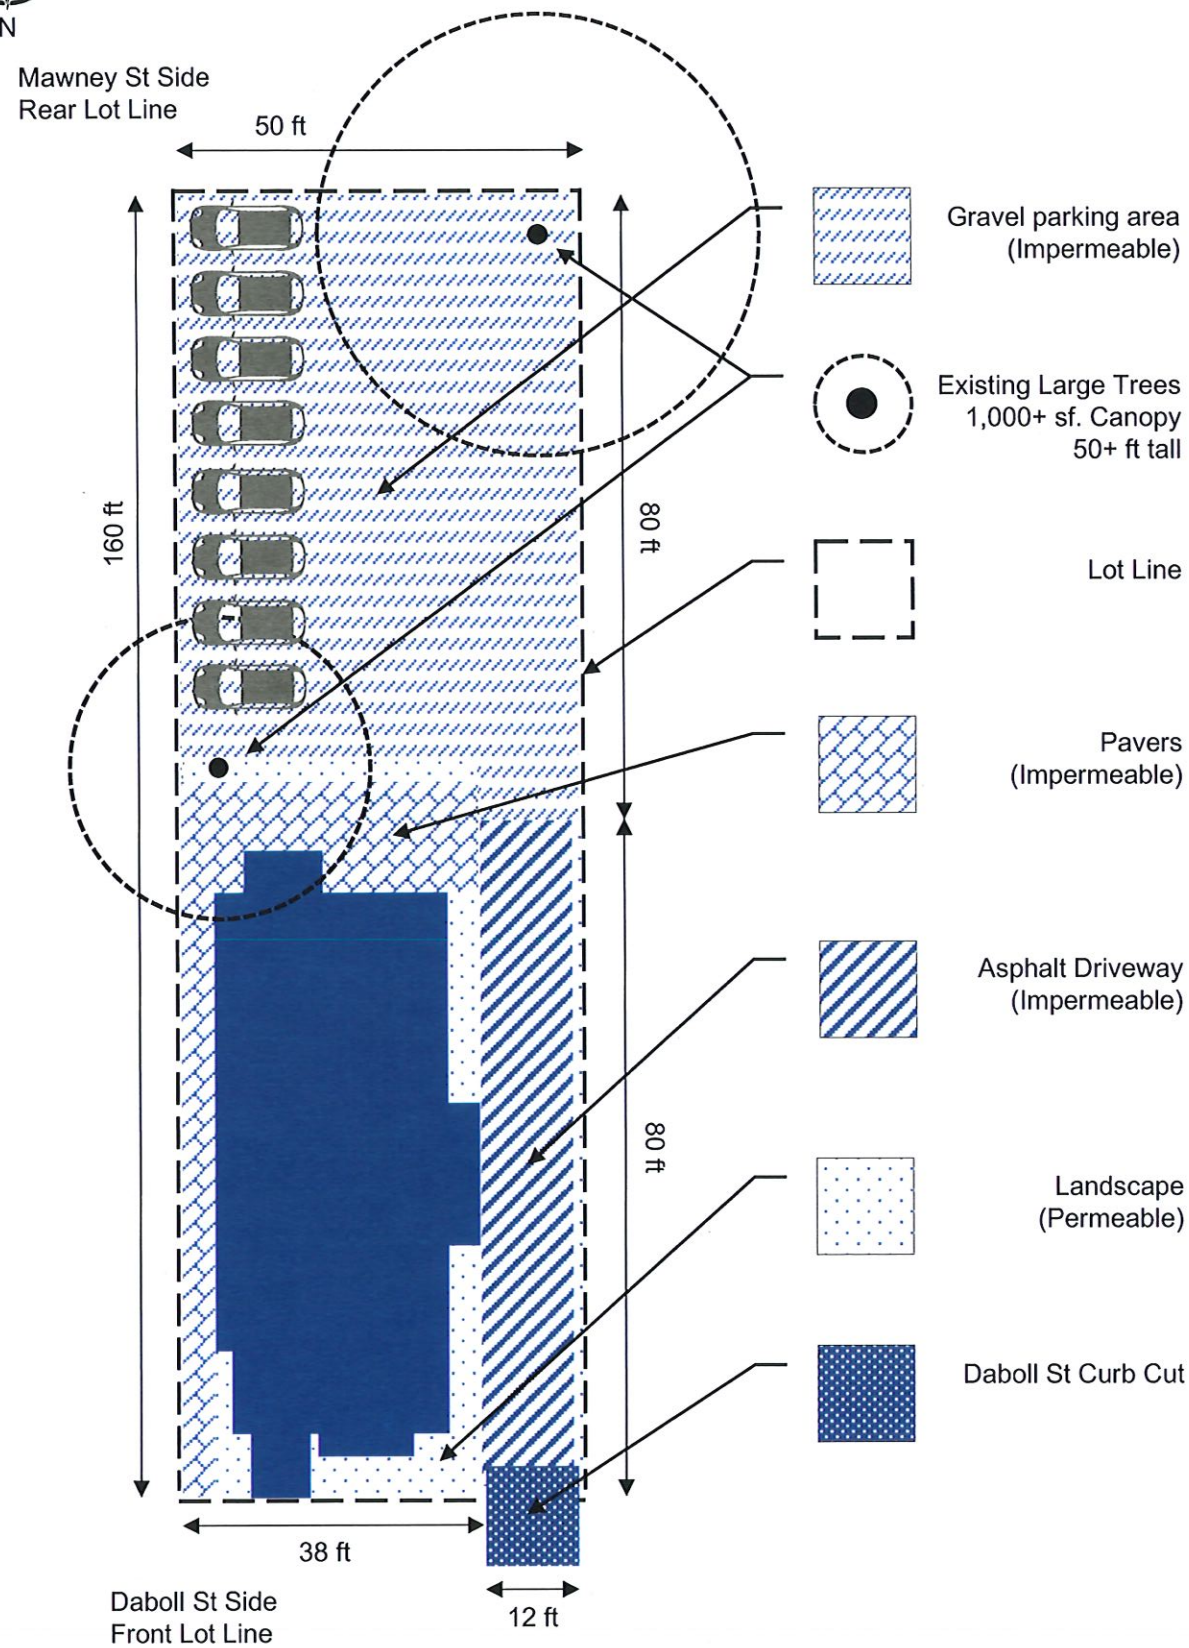 N
Mawney St Side
Rear Lot Line
50 ft
Gravel parking area
(Impermeable)
Existing Large Trees
1,000+ sf. Canopy
50+ ft tall
160 ft
80 ft
Lot Line
Pavers
(Impermeable)
Asphalt Driveway
(Impermeable)
80 ft
Landscape
(Permeable)
Daboll St Curb Cut
38 ft
12 ft
Daboll St Side
Front Lot Line